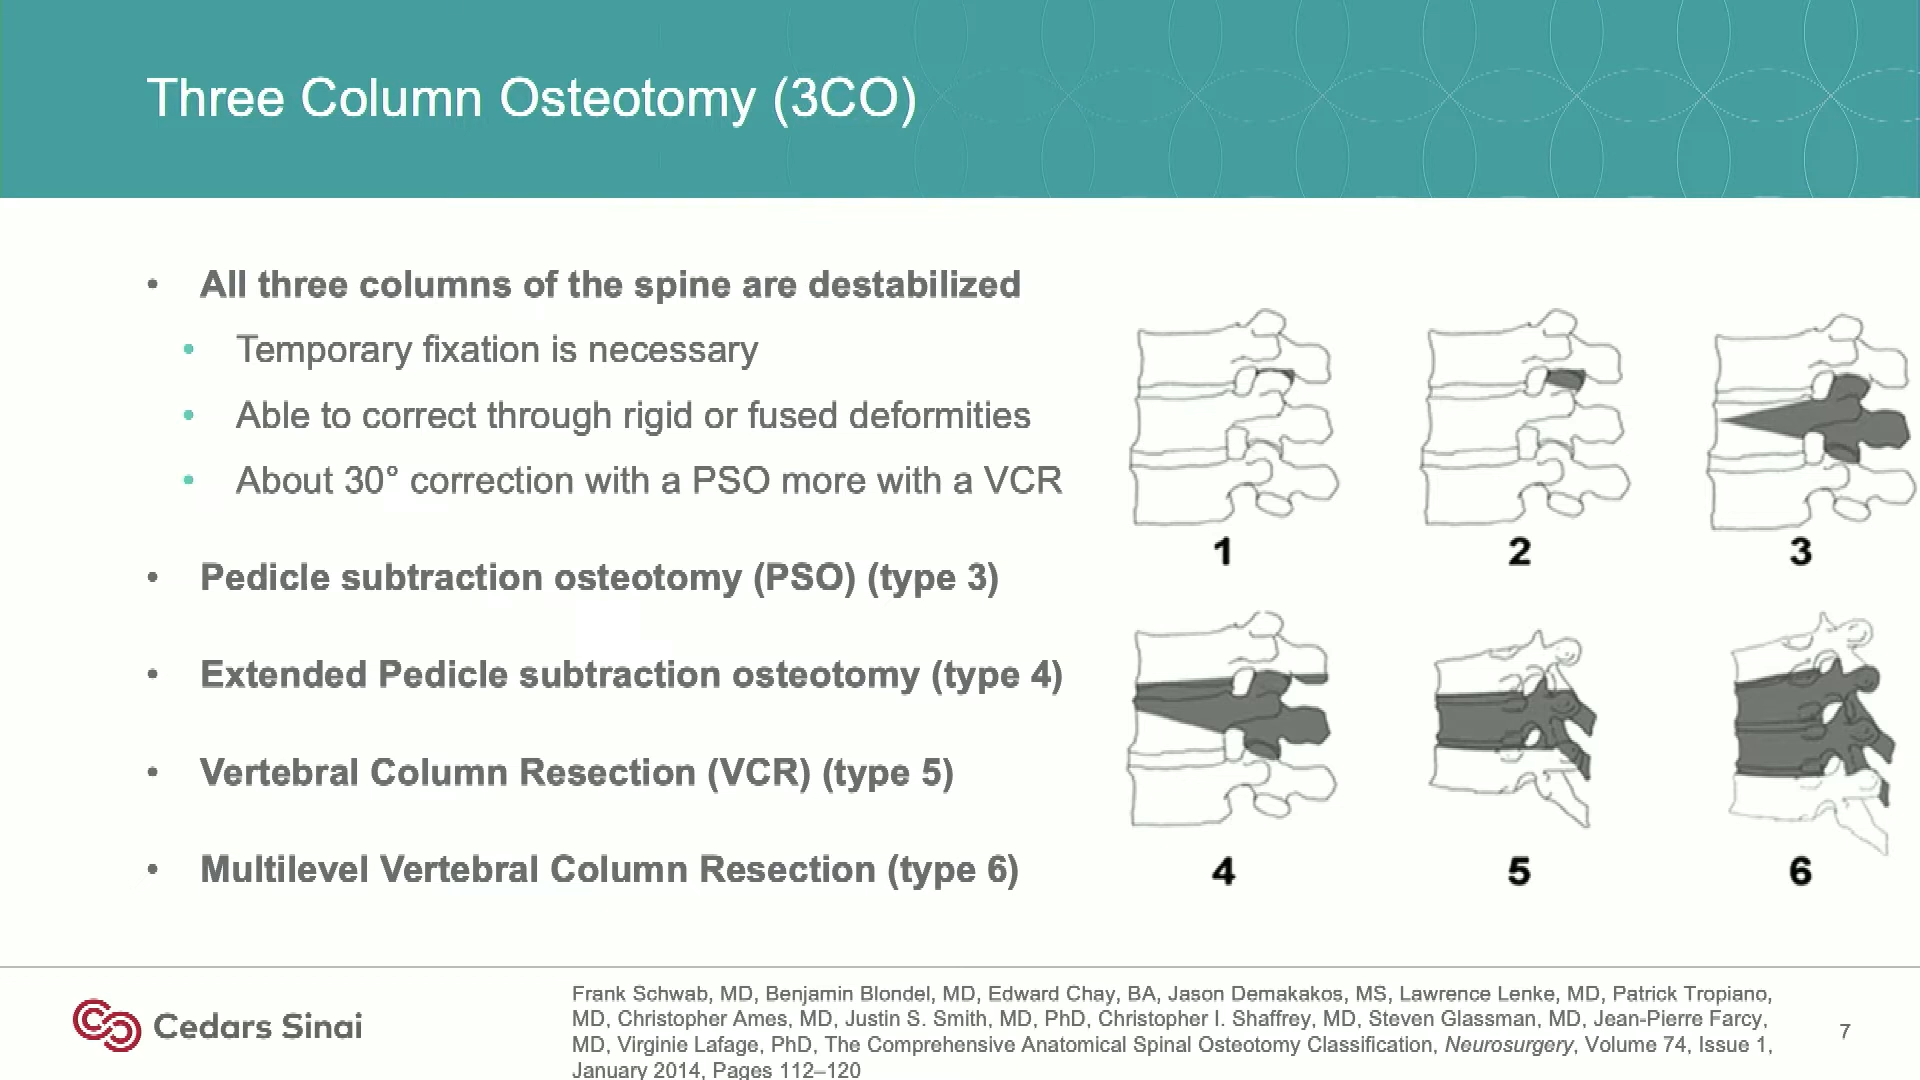 Three Column Osteotomy (3CO)
• All three columns of the spine are destabilized
• Temporary fixation is necessary
• Able to correct through rigid or fused deformities
• About 30° correction with a PSO more with a VCR
• Pedicle subtraction osteotomy (PSO) (type 3)
• Extended Pedicle subtraction osteotomy (type 4)
• Vertebral Column Resection (VCR) (type 5)
• Multilevel Vertebral Column Resection (type 6)
1 2 3
4 5 6
Cedars Sinai
Frank Schwab, MD, Benjamin Blondel, MD, Edward Chay, BA, Jason Demakakos, MS, Lawrence Lenke, MD, Patrick Tropiano,
MD, Christopher Ames, MD, Justin S. Smith, MD, PhD, Christopher I. Shaffrey, MD, Steven Glassman, MD, Jean-Pierre Farcy,
MD, Virginie Lafage, PhD, The Comprehensive Anatomical Spinal Osteotomy Classification, Neurosurgery, Volume 74, Issue 1,
January 2014, Pages 112–120
7